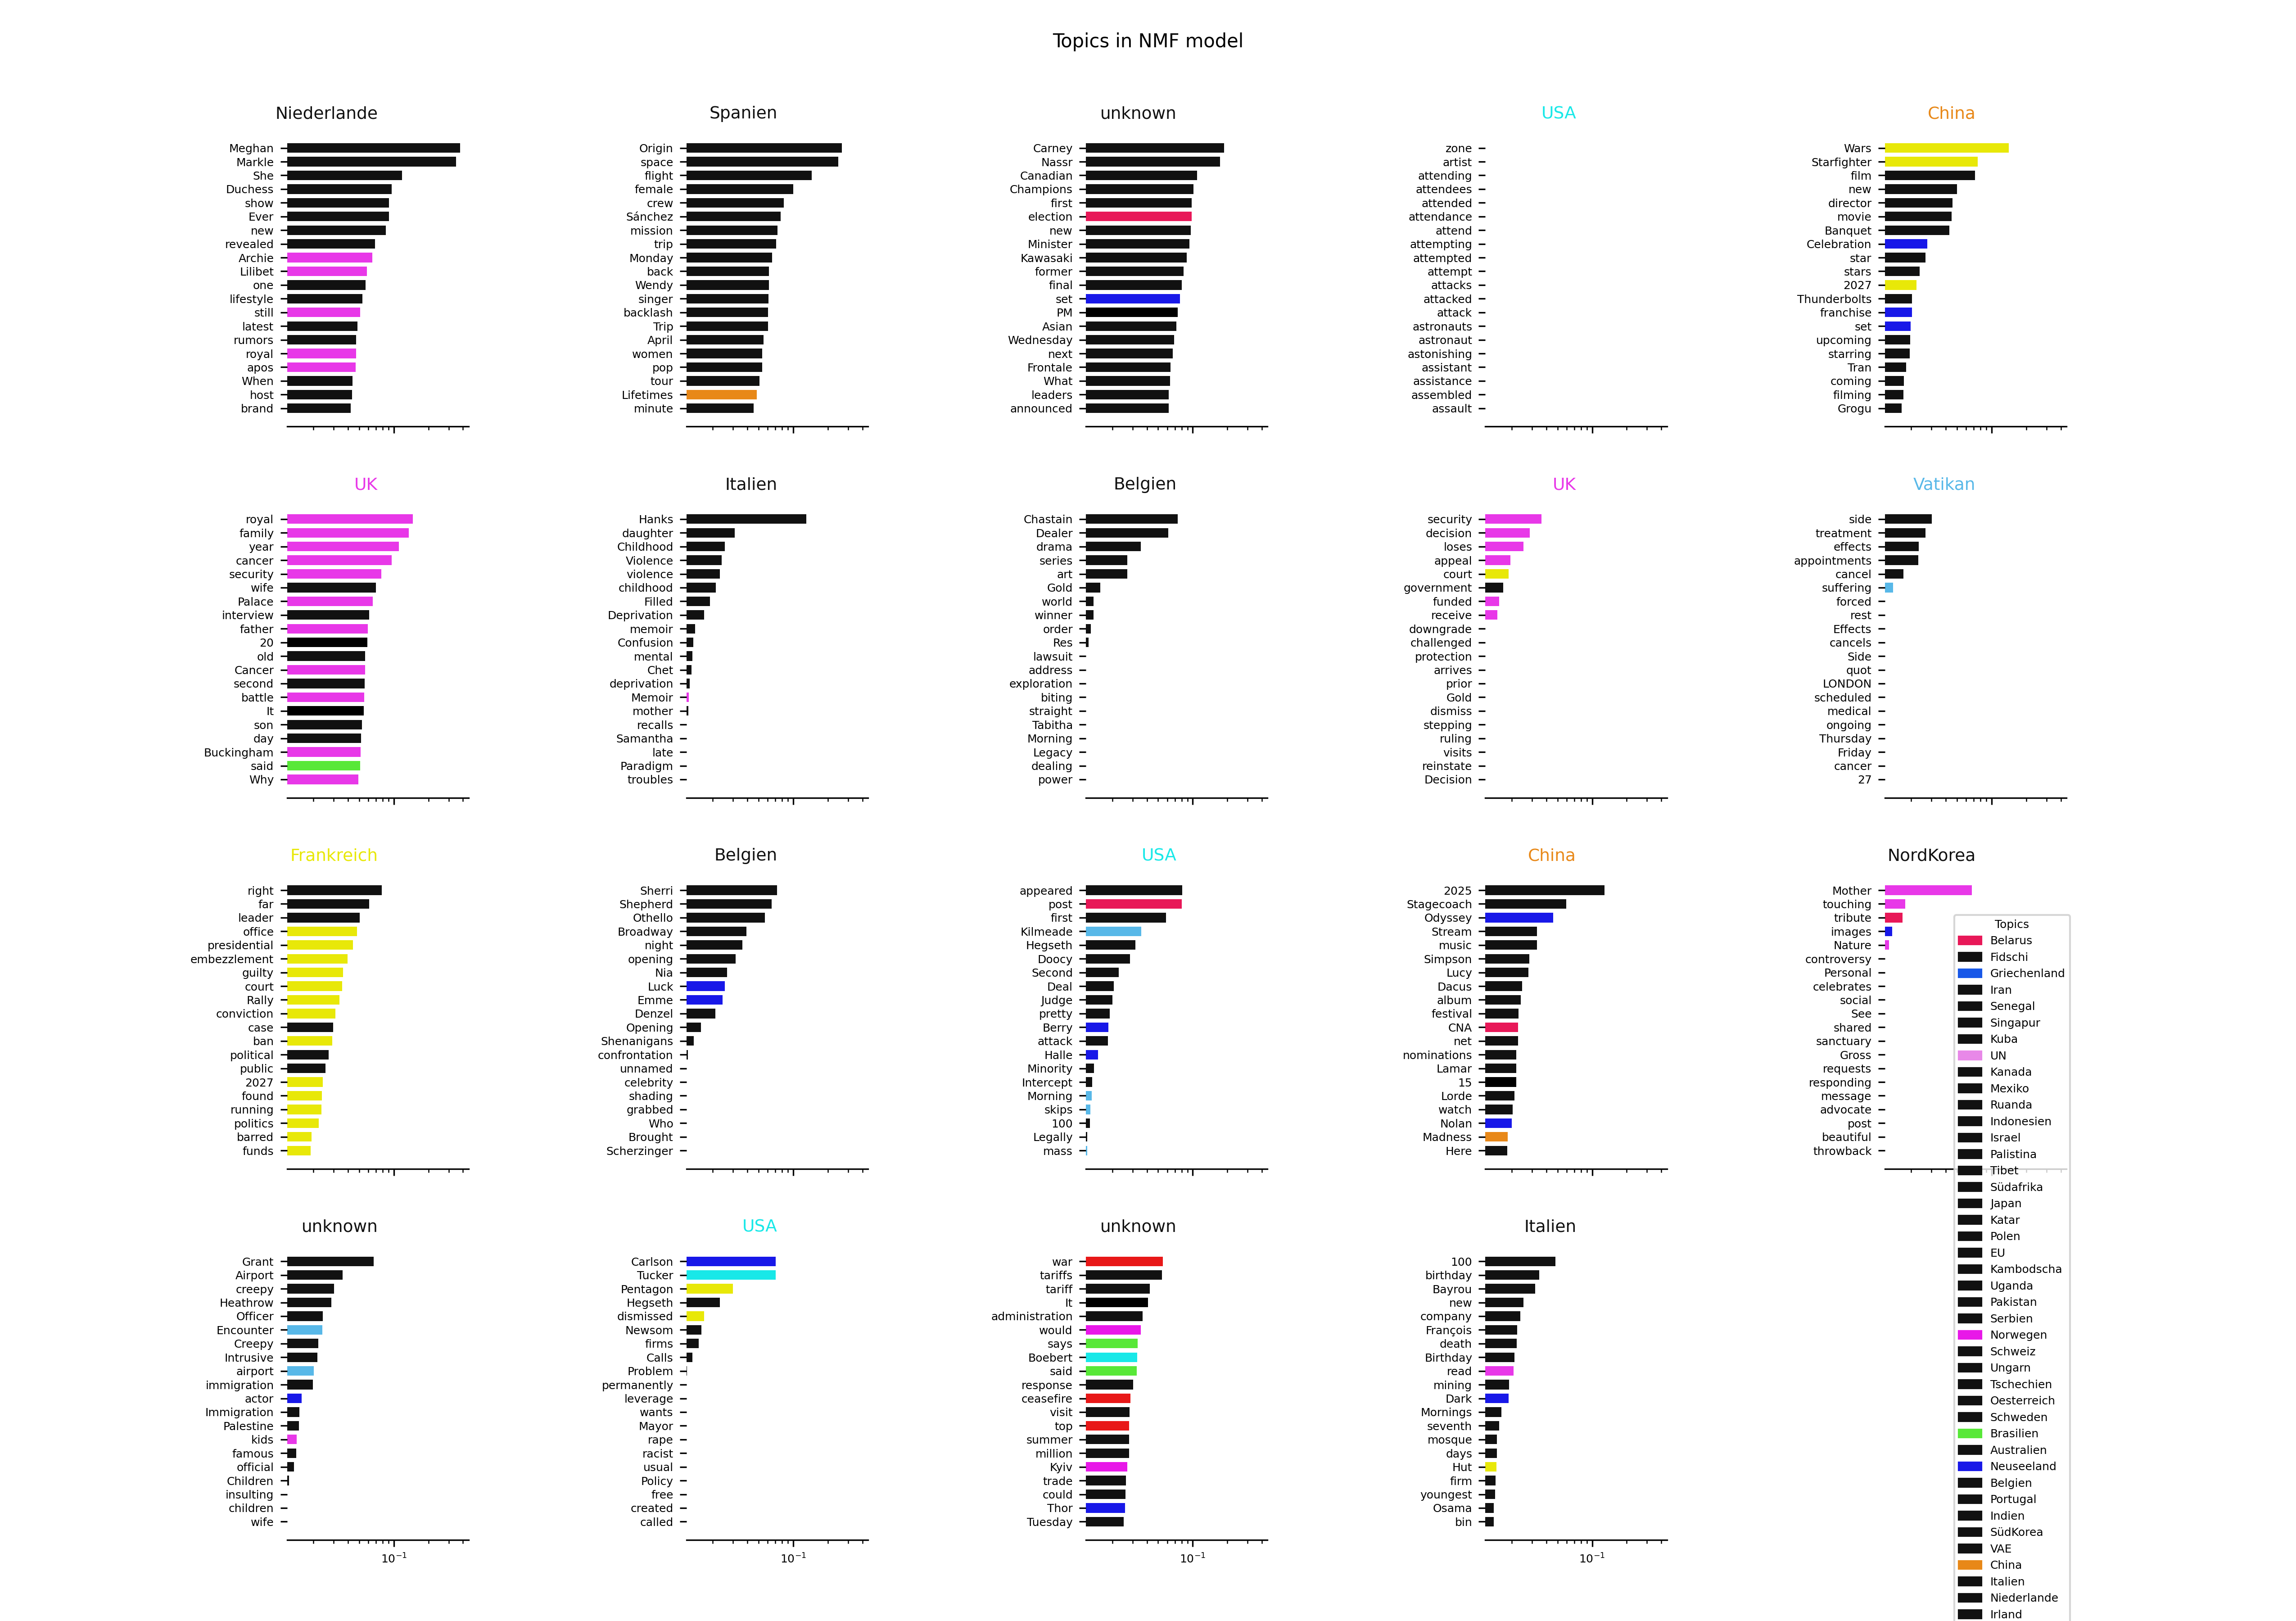 Topics in NMF model
Niederlande
Meghan
Markle
She
Duchess
show
Ever
new
revealed
Archie
Lilibet
one
lifestyle
still
latest
rumors
royal
apos
When
host
brand
Spanien
Origin
space
flight
female
crew
Sánchez
mission
trip
Monday
back
Wendy
singer
backlash
Trip
April
women
pop
tour
Lifetimes
minute
unknown
Carney
Nassr
Canadian
Champions
first
election
new
Minister
Kawasaki
former
final
set
PM
Asian
Wednesday
next
Frontale
What
leaders
announced
USA
zone
artist
attending
attendees
attended
attendance
attend
attempting
attempted
attempt
attacks
attacked
attack
astronauts
astronaut
astonishing
assistant
assistance
assembled
assault
China
Wars
Starfighter
film
new
director
movie
Banquet
Celebration
star
stars
2027
Thunderbolts
franchise
set
upcoming
starring
Tran
coming
filming
Grogu
UK
royal
family
year
cancer
security
wife
Palace
interview
father
20
old
Cancer
second
battle
It
son
day
Buckingham
said
Why
Italien
Hanks
daughter
Childhood
Violence
violence
childhood
Filled
Deprivation
memoir
Confusion
mental
Chet
deprivation
Memoir
mother
recalls
Samantha
late
Paradigm
troubles
Belgien
Chastain
Dealer
drama
series
art
Gold
world
winner
order
Res
lawsuit
address
exploration
biting
straight
Tabitha
Morning
Legacy
dealing
power
UK
security
decision
loses
appeal
court
government
funded
receive
downgrade
challenged
protection
arrives
prior
Gold
dismiss
stepping
ruling
visits
reinstate
Decision
Vatikan
side
treatment
effects
appointments
cancel
suffering
forced
rest
Effects
cancels
Side
quot
LONDON
scheduled
medical
ongoing
Thursday
Friday
cancer
27
Frankreich
right
far
leader
office
presidential
embezzlement
guilty
court
Rally
conviction
case
ban
political
public
2027
found
running
politics
barred
funds
Belgien
Sherri
Shepherd
Othello
Broadway
night
opening
Nia
Luck
Emme
Denzel
Opening
Shenanigans
confrontation
unnamed
celebrity
shading
grabbed
Who
Brought
Scherzinger
USA
appeared
post
first
Kilmeade
Hegseth
Doocy
Second
Deal
Judge
pretty
Berry
attack
Halle
Minority
Intercept
Morning
skips
100
Legally
mass
China
2025
Stagecoach
Odyssey
Stream
music
Simpson
Lucy
Dacus
album
festival
CNA
net
nominations
Lamar
15
Lorde
watch
Nolan
Madness
Here
NordKorea
Mother
touching
tribute
images
Nature
controversy
Personal
celebrates
social
See
shared
sanctuary
Gross
requests
responding
message
advocate
post
beautiful
throwback
unknown
Grant
Airport
creepy
Heathrow
Officer
Encounter
Creepy
Intrusive
airport
immigration
actor
Immigration
Palestine
kids
famous
official
Children
insulting
children
wife
10⁻¹
USA
Carlson
Tucker
Pentagon
Hegseth
dismissed
Newsom
firms
Calls
Problem
permanently
leverage
wants
Mayor
rape
racist
usual
Policy
free
created
called
10⁻¹
unknown
war
tariffs
tariff
It
administration
would
says
Boebert
said
response
ceasefire
visit
top
summer
million
Kyiv
trade
could
Thor
Tuesday
10⁻¹
Italien
100
birthday
Bayrou
new
company
François
death
Birthday
read
mining
Dark
Mornings
seventh
mosque
days
Hut
firm
youngest
Osama
bin
10⁻¹
Topics
Belarus
Fidschi
Griechenland
Iran
Senegal
Singapur
Kuba
UN
Kanada
Mexiko
Ruanda
Indonesien
Israel
Palistina
Tibet
Südafrika
Japan
Katar
Polen
EU
Kambodscha
Uganda
Pakistan
Serbien
Norwegen
Schweiz
Ungarn
Tschechien
Oesterreich
Schweden
Brasilien
Australien
Neuseeland
Belgien
Portugal
Indien
SüdKorea
VAE
China
Italien
Niederlande
Irland